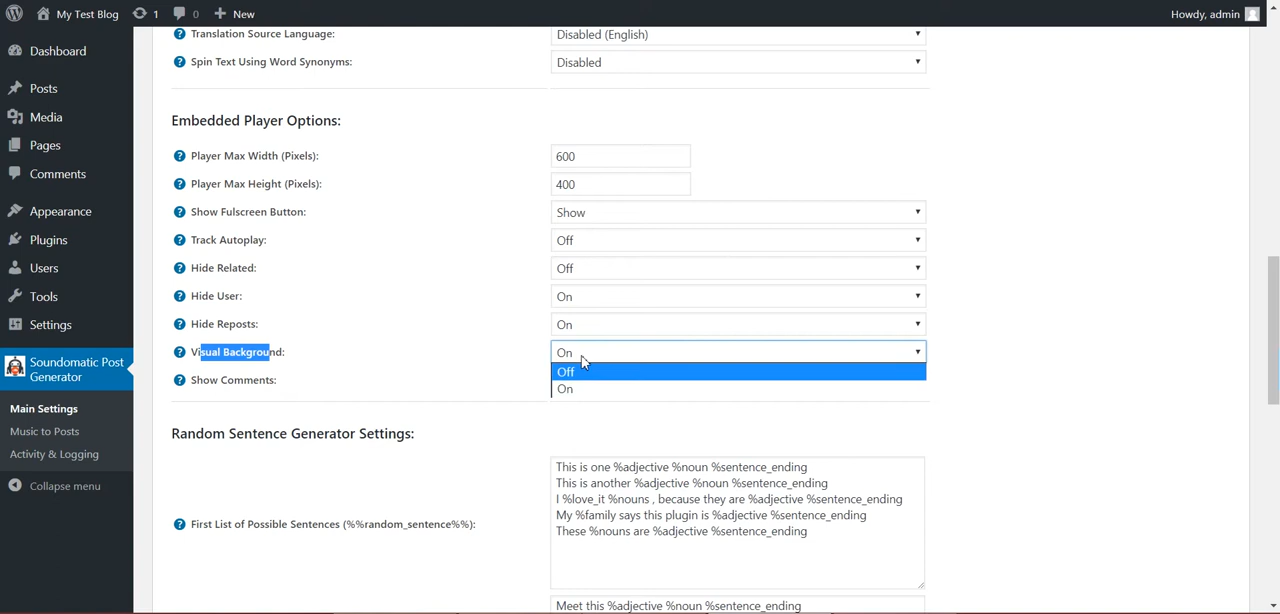 My Test Blog 1 0 New Howdy, admin
Dashboard
Posts
Media
Pages
Comments
Appearance
Plugins
Users
Tools
Settings
Soundomatic Post
Generator
Main Settings
Music to Posts
Activity & Logging
Collapse menu
Translation Source Language: Disabled (English)
Spin Text Using Word Synonyms: Disabled
Embedded Player Options:
Player Max Width (Pixels): 600
Player Max Height (Pixels): 400
Show Fulscreen Button: Show
Track Autoplay: Off
Hide Related: Off
Hide User: On
Hide Reposts: On
Visual Background: On
Off
Show Comments:
On
Random Sentence Generator Settings:
This is one %adjective %noun %sentence_ending
This is another %adjective %noun %sentence_ending
I %love_it %nouns , because they are %adjective %sentence_ending
My %family says this plugin is %adjective %sentence_ending
First List of Possible Sentences (%%random_sentence%%):
These %nouns are %adjective %sentence_ending
Meet this %adjective %noun %sentence_ending